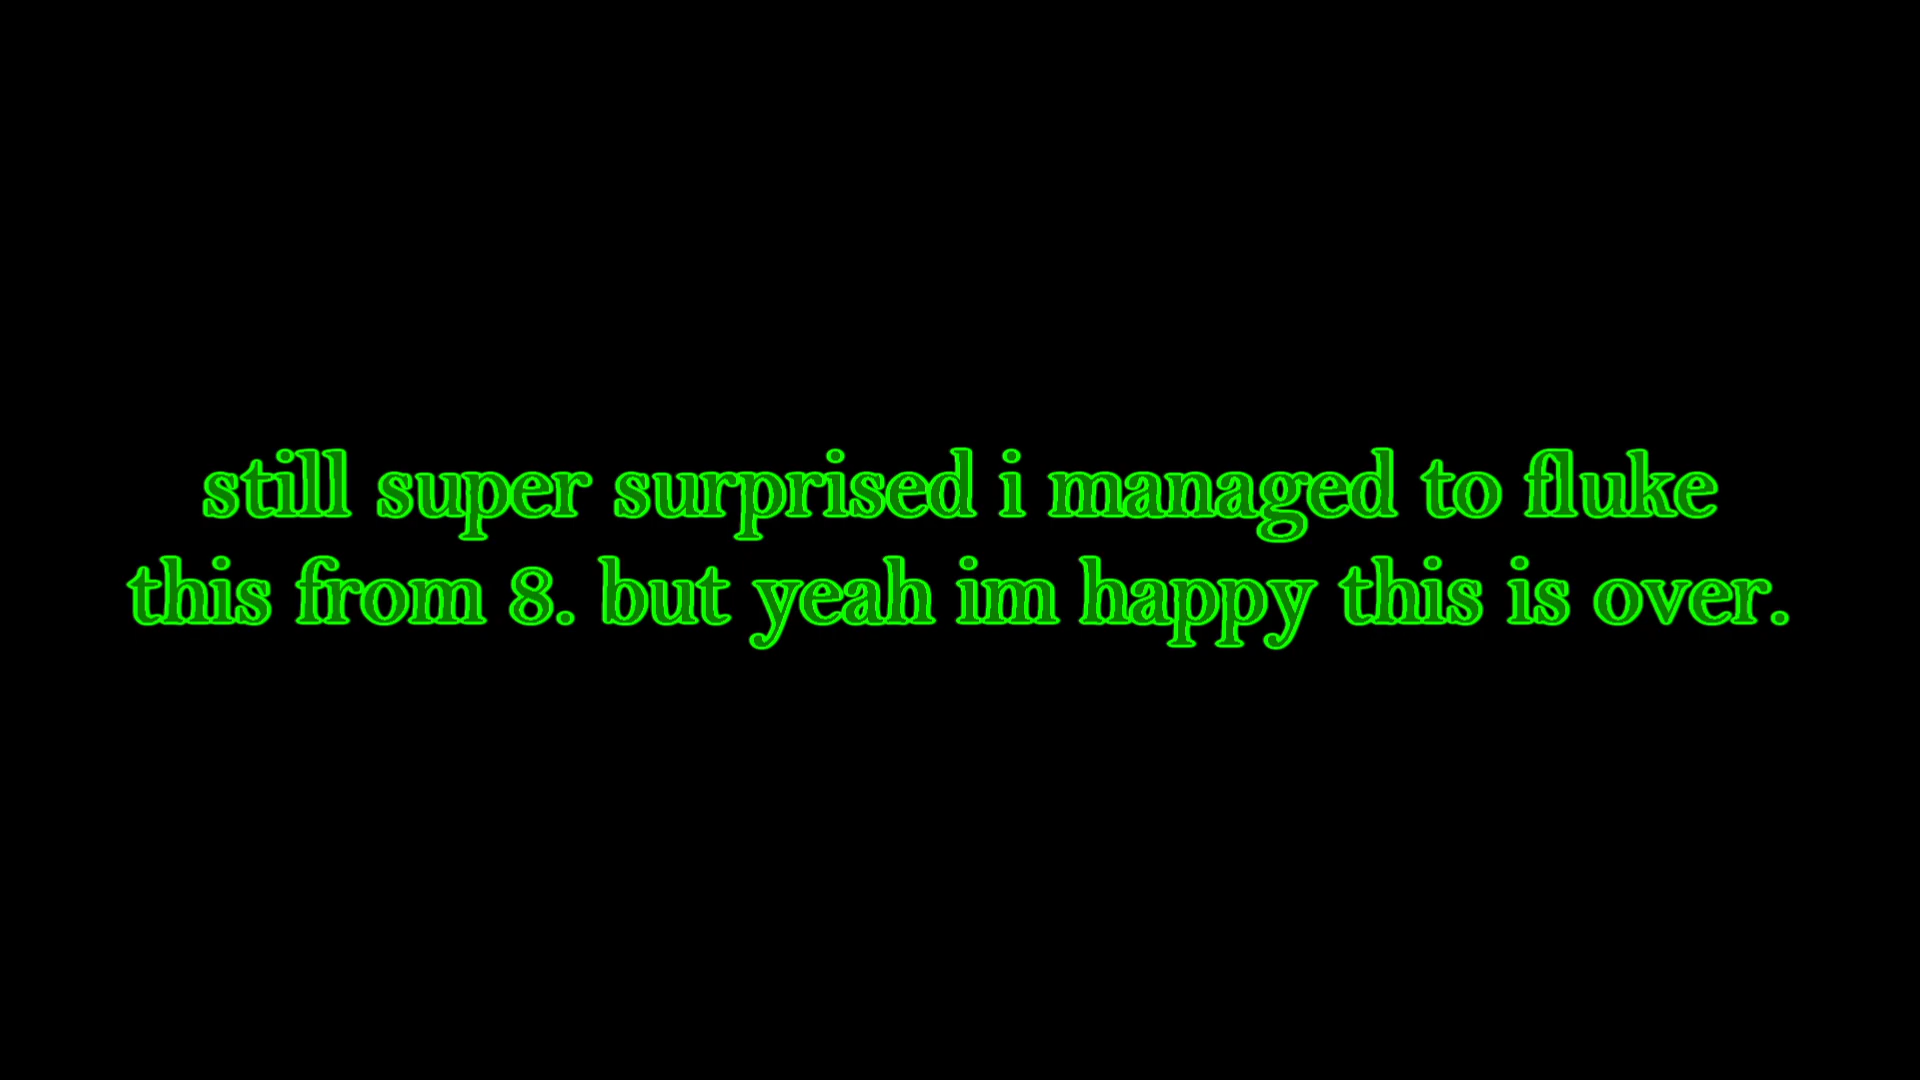 still super surprised i managed to fluke
this from 8. but yeah im happy this is over.